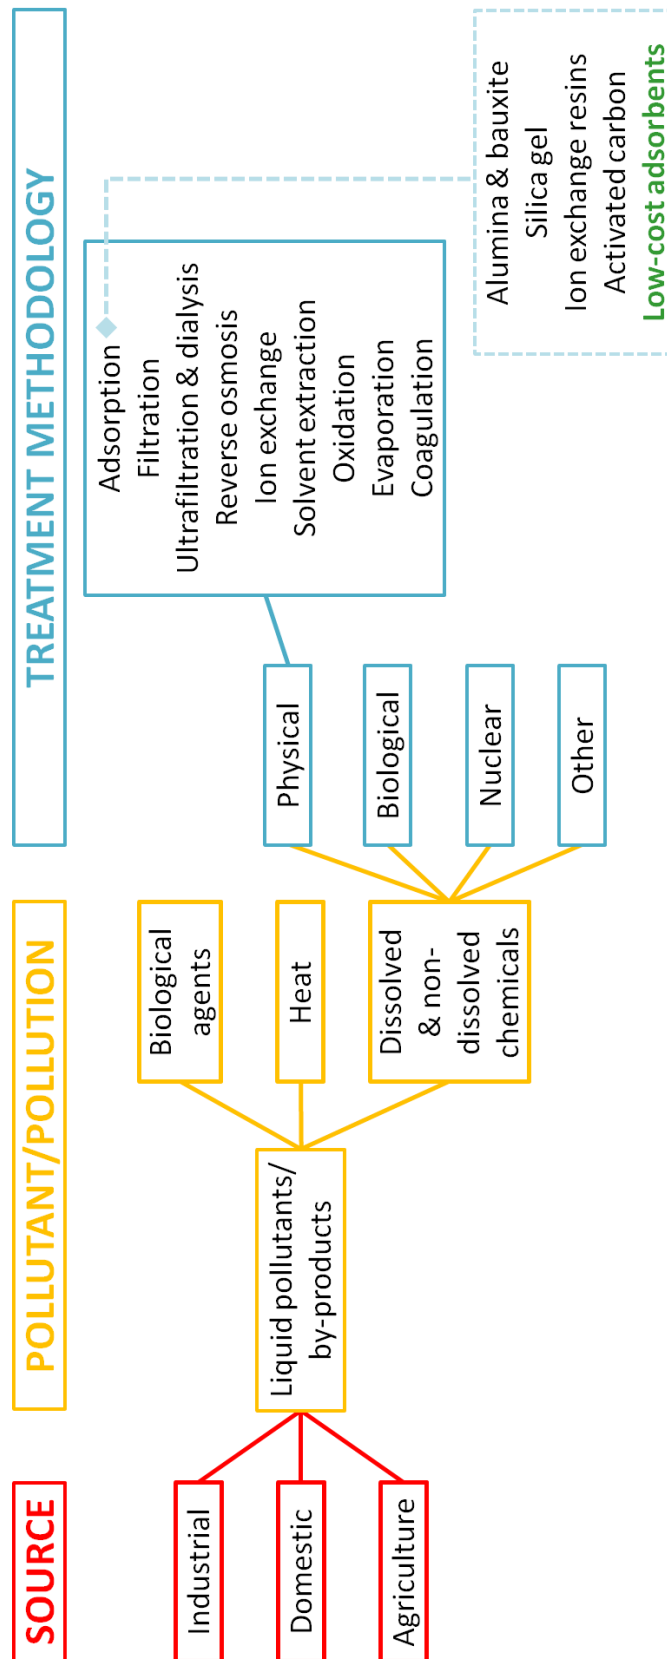 SOURCE
Industrial
Domestic
Agriculture
POLLUTANT/POLLUTION
Liquid pollutants/
by-products
Biological
agents
Heat
Dissolved
& non-
dissolved
chemicals
TREATMENT METHODOLOGY
Physical
Biological
Nuclear
Other
Adsorption
Filtration
Ultrafiltration & dialysis
Reverse osmosis
Ion exchange
Solvent extraction
Oxidation
Evaporation
Coagulation
Alumina & bauxite
Silica gel
Ion exchange resins
Activated carbon
Low-cost adsorbents